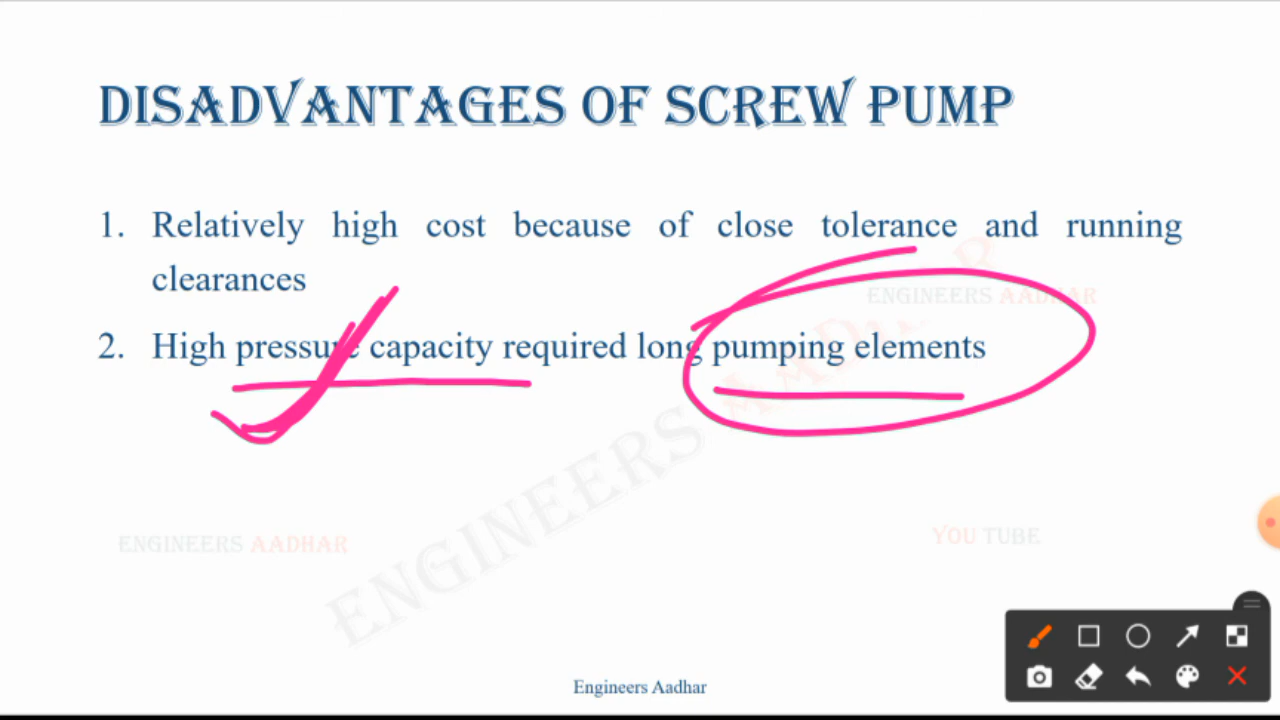 DISADVANTAGES OF SCREW PUMP
1. Relatively high cost because of close tolerance and running
clearances
ENGINEERS AADHAR
2. High pressure capacity required long pumping elements
ENGINEERS AADHAR
ENGINEERS AADHAR
YOU TUBE
Engineers Aadhar